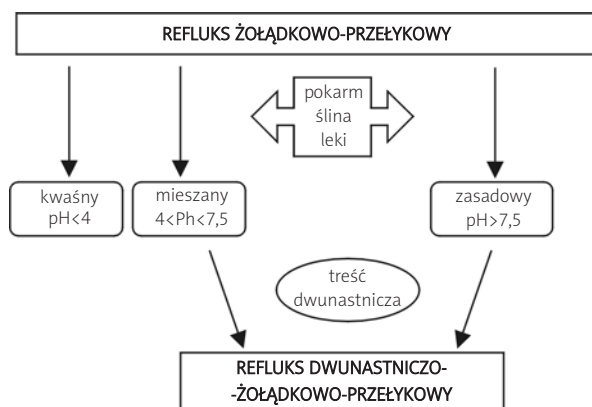 REFLUKS ŻOŁĄDKOWO-PRZEŁYKOWY
pokarm
ślina
leki
kwaśny
pH<4
mieszany
4<Ph<7,5
zasadowy
pH>7,5
treść
dwunastnicza
REFLUKS DWUNASTNICZO-
-ŻOŁĄDKOWO-PRZEŁYKOWY